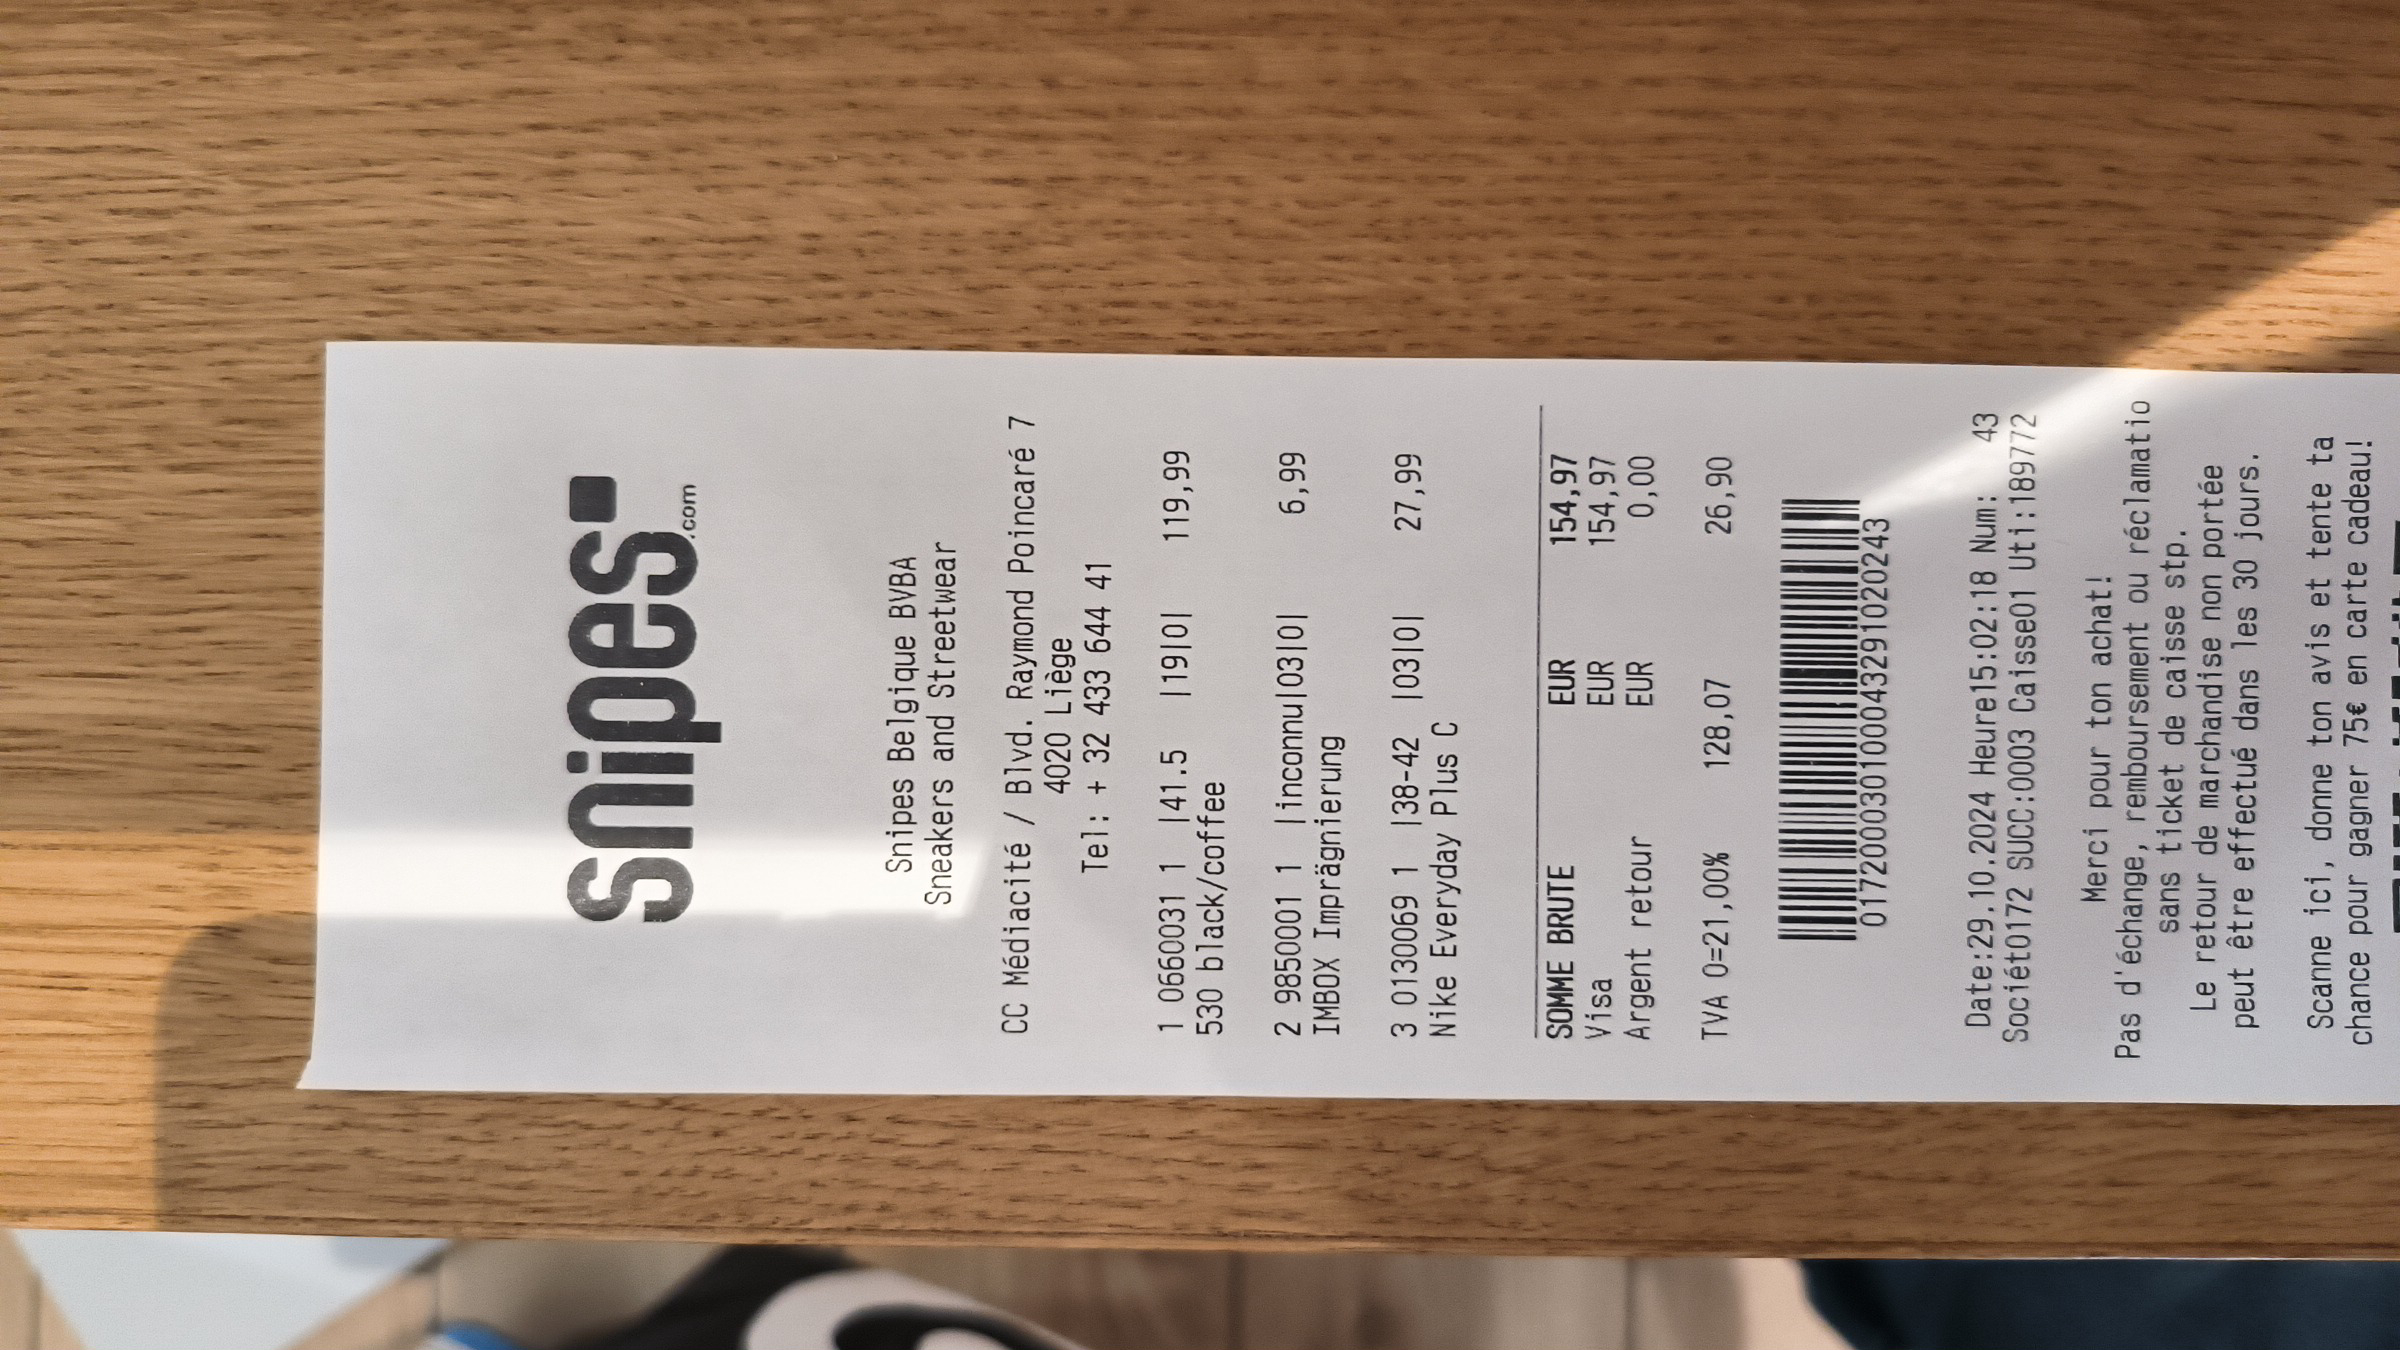 snipes
.com
Snipes Belgique BVBA
Sneakers and Streetwear
CC Médiacité / Blvd. Raymond Poincaré 7
4020 Liège
Tel: + 32 433 644 41
1 0660031 1 |41.5 |19|0| 119,99
530 black/coffee
2 9850001 1 |inconnu|03|0| 6,99
IMBOX Imprägnierung
3 0130069 1 |38-42 |03|0| 27,99
Nike Everyday Plus C
SOMME BRUTE EUR 154,97
Visa EUR 154,97
Argent retour EUR 0,00
TVA 0=21,00% 128,07 26,90
017200030100043291020243
Date:29.10.2024 Heure15:02:18 Num: 43
Sociét0172 SUCC:0003 Caisse01 Uti:189772
Merci pour ton achat!
Pas d'échange, remboursement ou réclamatio
sans ticket de caisse stp.
Le retour de marchandise non portée
peut être effectué dans les 30 jours.
Scanne ici, donne ton avis et tente ta
chance pour gagner 75€ en carte cadeau!